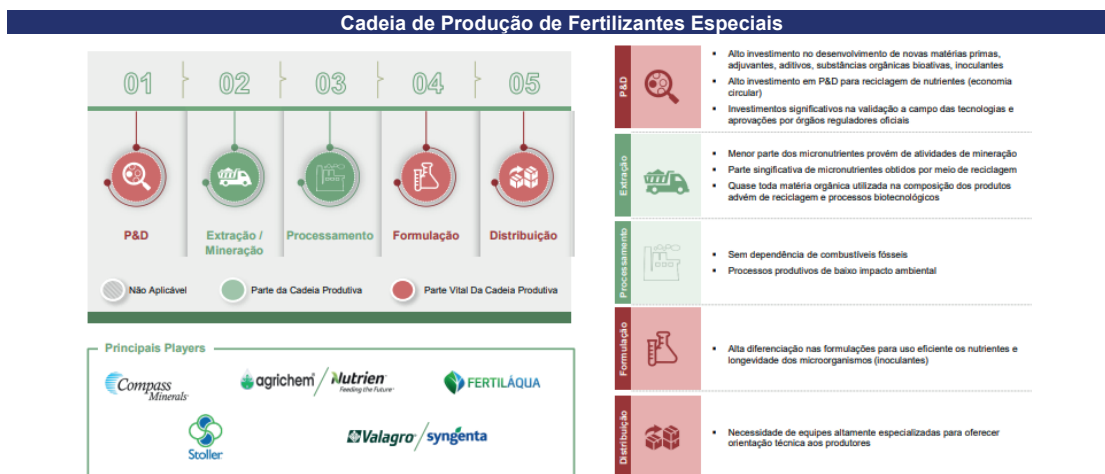 Cadeia de Produção de Fertilizantes Especiais
01
02
03
04
05
P&D
Extração /
Mineração
Processamento
Formulação
Distribuição
Não Aplicável
Parte da Cadeia Produtiva
Parte Vital Da Cadeia Produtiva
Principais Players
Compass
Minerals
agrichem
Nutrien
Feeding the Future
FERTILÁQUA
Stoller
Valagro
syngenta
P&D
▪ Alto investimento no desenvolvimento de novas matérias primas,
adjuvantes, aditivos, substâncias orgânicas bioativas, inoculantes
▪ Alto investimento em P&D para reciclagem de nutrientes (economia
circular)
▪ Investimentos significativos na validação a campo das tecnologias e
aprovações por órgãos reguladores oficiais
Extração
▪ Menor parte dos micronutrientes provém de atividades de mineração
▪ Parte singificativa de micronutrientes obtidos por meio de reciclagem
▪ Quase toda matéria orgânica utilizada na composição dos produtos
advém de reciclagem e processos biotecnológicos
Processamento
▪ Sem dependência de combustíveis fósseis
▪ Processos produtivos de baixo impacto ambiental
Formulação
▪ Alta diferenciação nas formulações para uso eficiente os nutrientes e
longevidade dos microorganismos (inoculantes)
Distribuição
▪ Necessidade de equipes altamente especializadas para oferecer
orientação técnica aos produtores